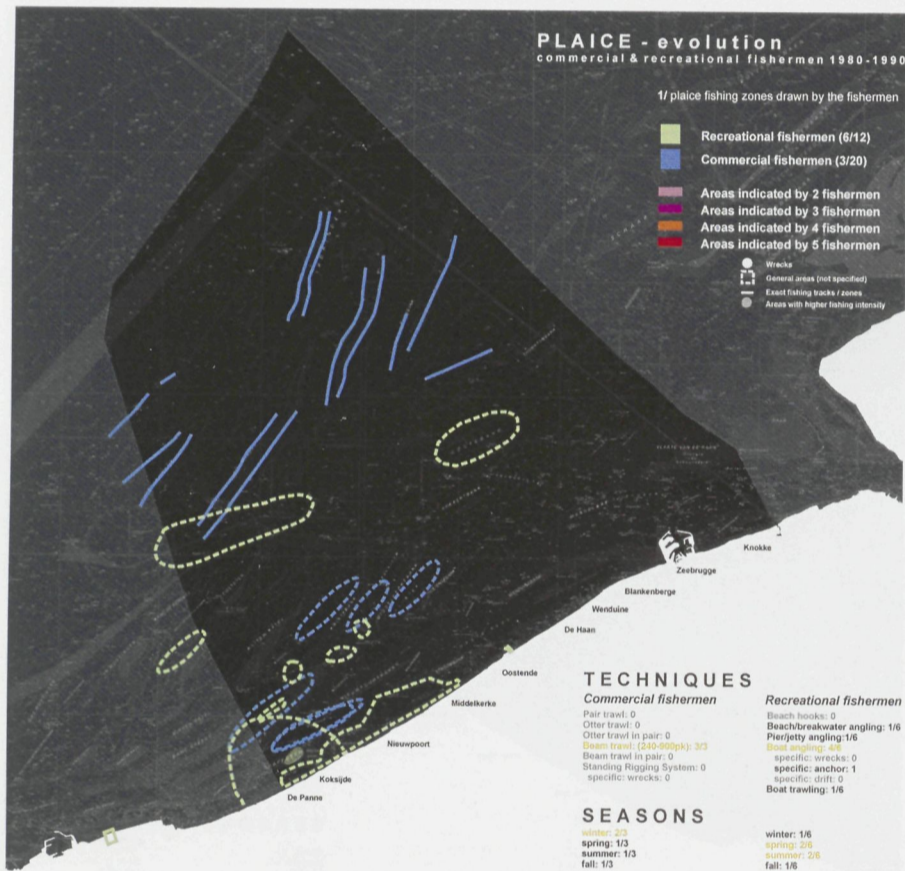 PLAICE - evolution
commercial & recreational fishermen 1980-1990
1/ plaice fishing zones drawn by the fishermen
Recreational fishermen (6/12)
Commercial fishermen (3/20)
Areas indicated by 2 fishermen
Areas indicated by 3 fishermen
Areas indicated by 4 fishermen
Areas indicated by 5 fishermen
Wrecks
General areas (not specified)
Exact fishing tracks / zones
Areas with higher fishing intensity
Knokke
Zeebrugge
Blankenberge
Wenduine
De Haan
Oostende
Middelkerke
Nieuwpoort
Koksijde
De Panne
TECHNIQUES
Commercial fishermen
Pair trawl: 0
Otter trawl: 0
Otter trawl in pair: 0
Beam trawl: (240-900pk): 3/3
Beam trawl in pair: 0
Standing Rigging System: 0
specific: wrecks: 0
Recreational fishermen
Beach hooks: 0
Beach/breakwater angling: 1/6
Pier/jetty angling:1/6
Boat angling: 4/6
specific: wrecks: 0
specific: anchor: 1
specific: drift: 0
Boat trawling: 1/6
SEASONS
winter: 2/3
spring: 1/3
summer: 1/3
fall: 1/3
winter: 1/6
spring: 2/6
summer: 2/6
fall: 1/6